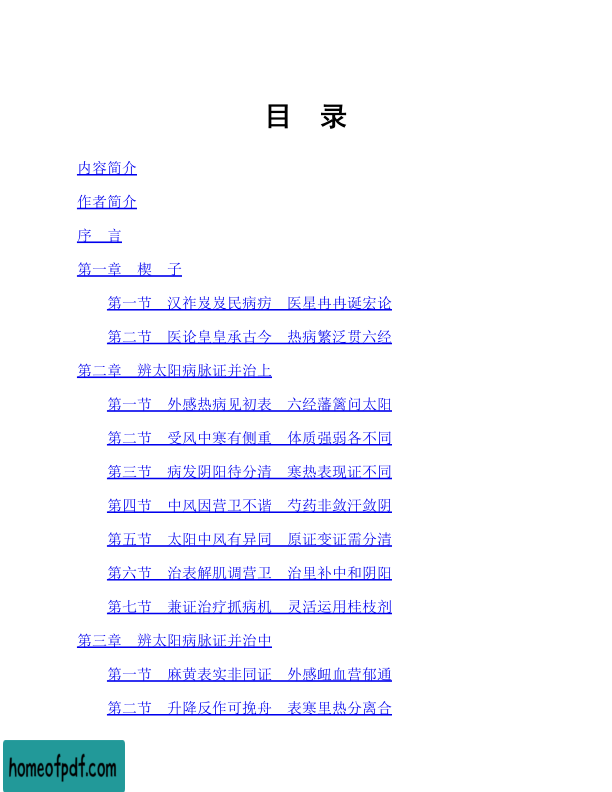 目　录
内容简介
作者简介
序　言
第一章　楔　子
第一节　汉祚岌岌民病疠　医星冉冉诞宏论
第二节　医论皇皇承古今　热病繁泛贯六经
第二章　辨太阳病脉证并治上
第一节　外感热病见初表　六经藩篱问太阳
第二节　受风中寒有侧重　体质强弱各不同
第三节　病发阴阳待分清　寒热表现证不同
第四节　中风因营卫不谐　芍药非敛汗敛阴
第五节　太阳中风有异同　原证变证需分清
第六节　治表解肌调营卫　治里补中和阴阳
第七节　兼证治疗抓病机　灵活运用桂枝剂
第三章　辨太阳病脉证并治中
第一节　麻黄表实非同证　外感衄血营郁通
第二节　升降反作可挽舟　表寒里热分离合
homeofpdf.com